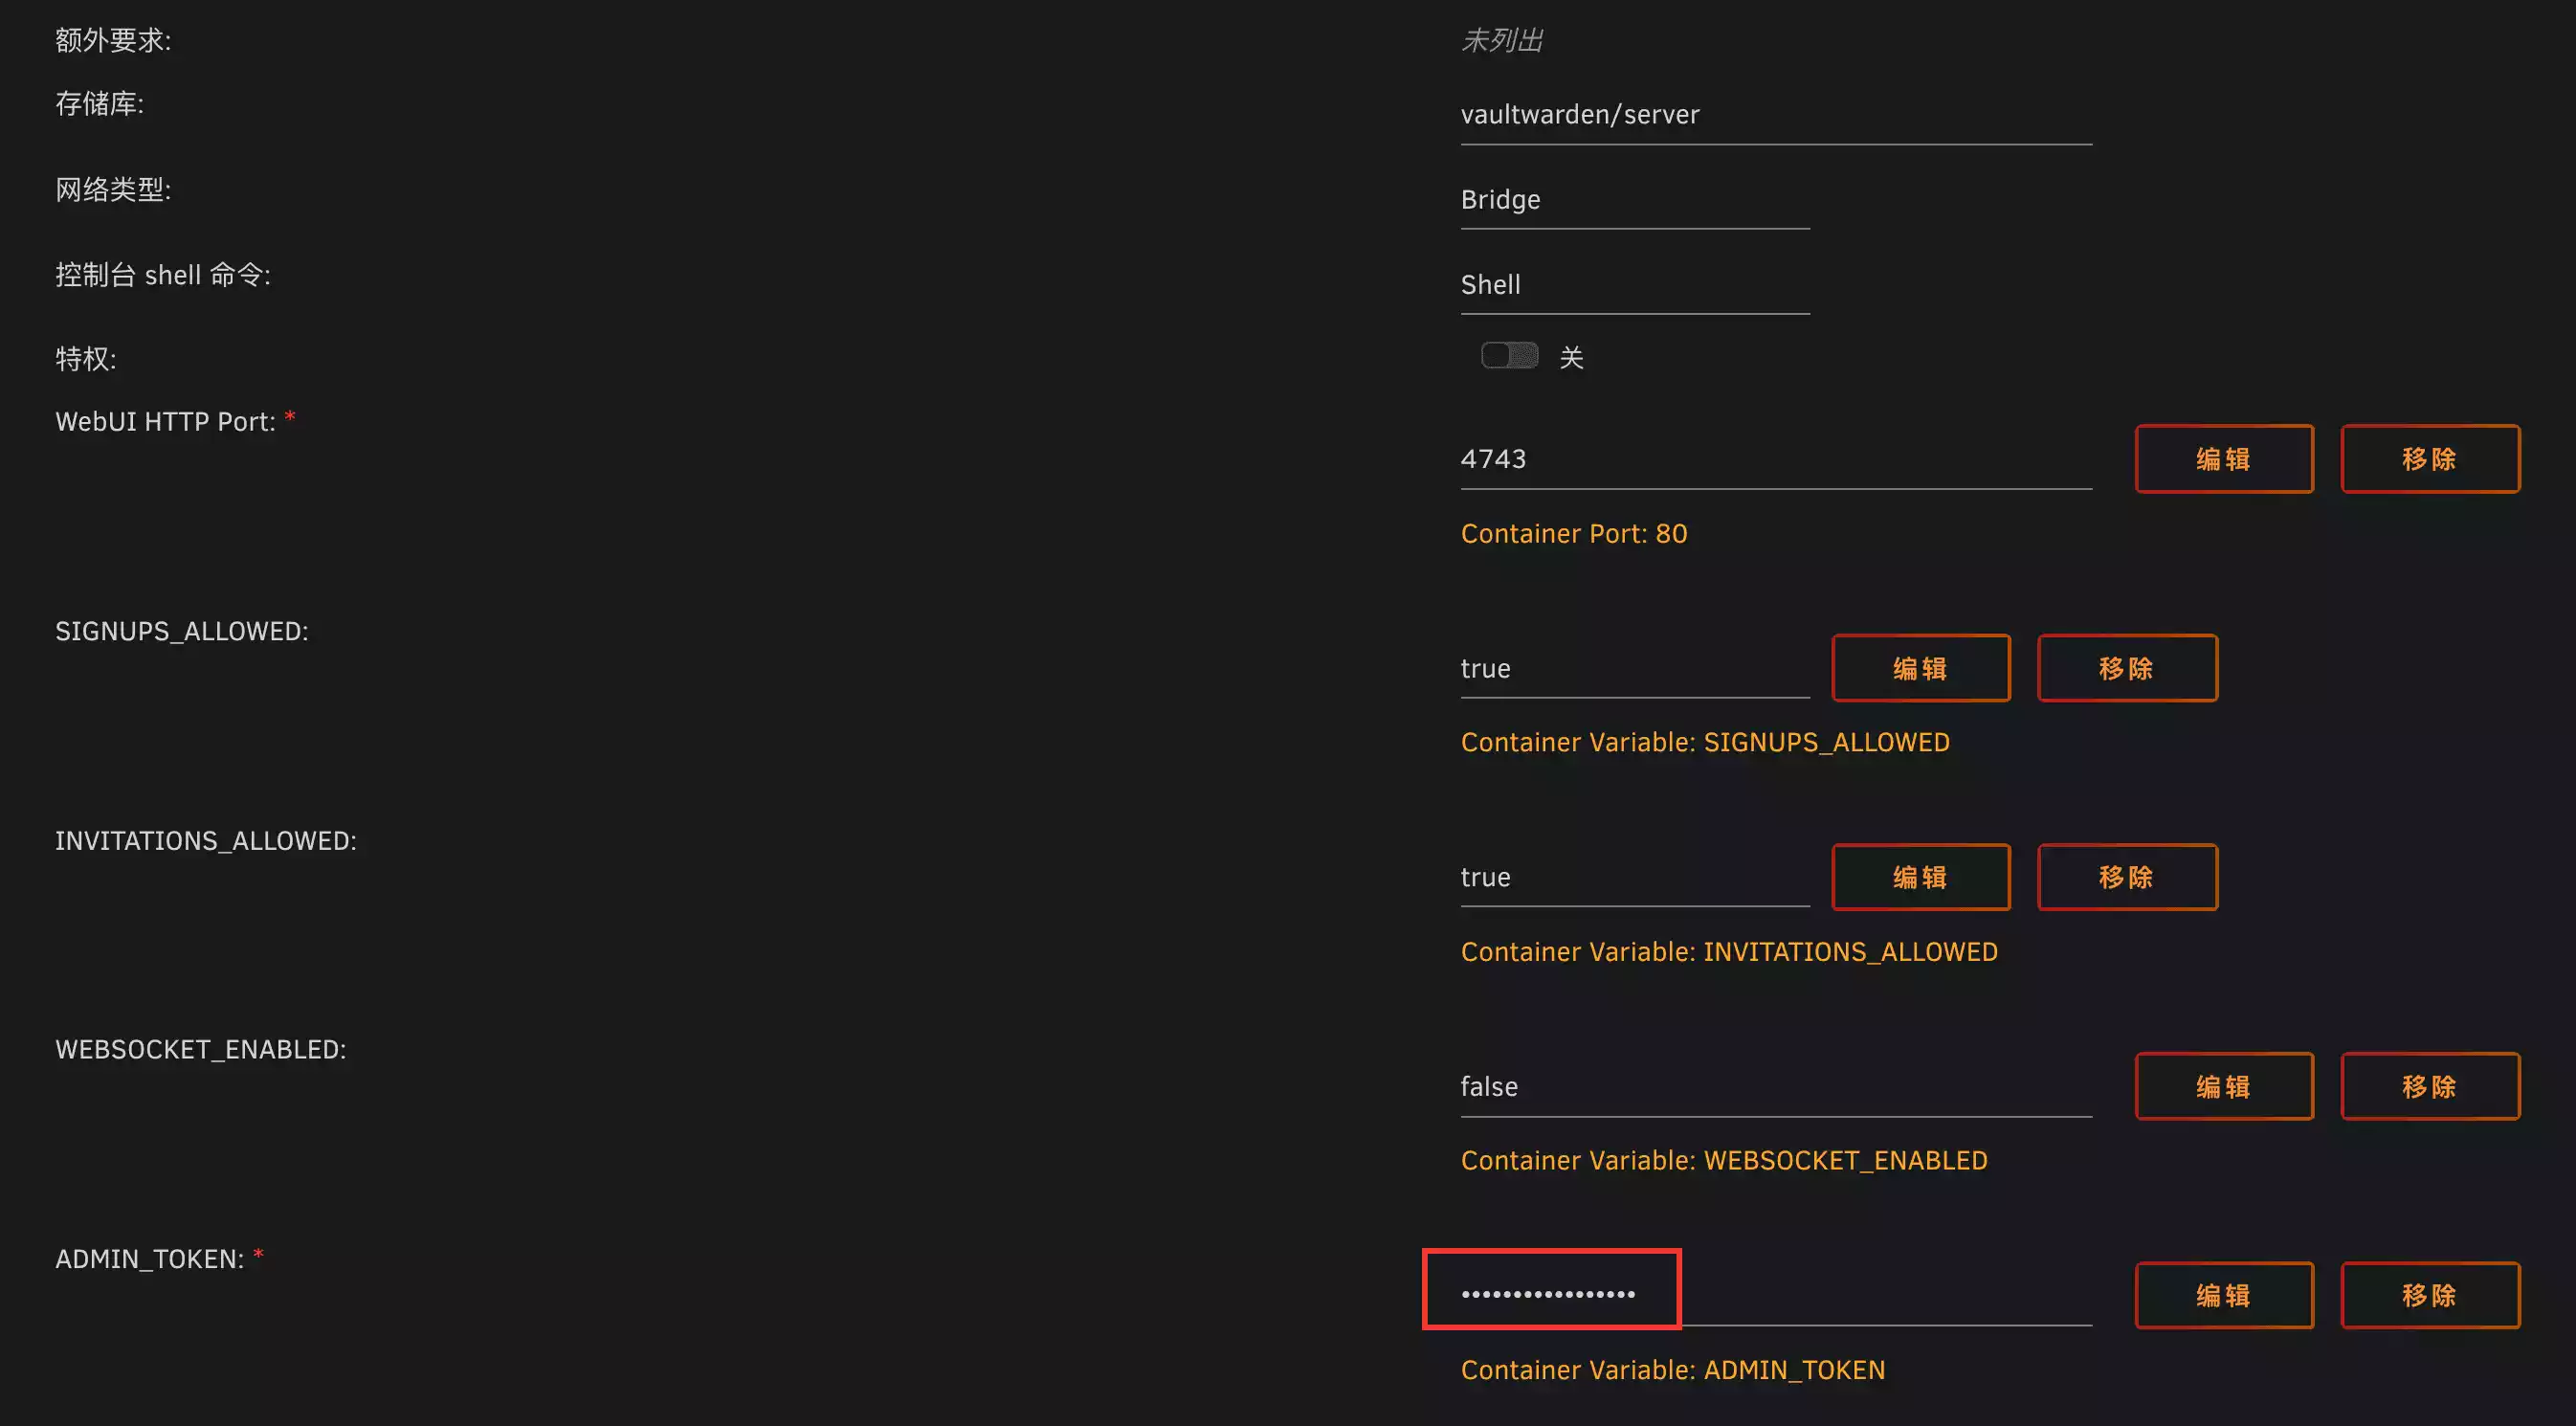 额外要求:
未列出
存储库:
vaultwarden/server
网络类型:
Bridge
控制台 shell 命令:
Shell
特权:
关
WebUI HTTP Port: *
4743
编辑
移除
Container Port: 80
SIGNUPS_ALLOWED:
true
编辑
移除
Container Variable: SIGNUPS_ALLOWED
INVITATIONS_ALLOWED:
true
编辑
移除
Container Variable: INVITATIONS_ALLOWED
WEBSOCKET_ENABLED:
false
编辑
移除
Container Variable: WEBSOCKET_ENABLED
ADMIN_TOKEN: *
•••••••••••••••••
编辑
移除
Container Variable: ADMIN_TOKEN